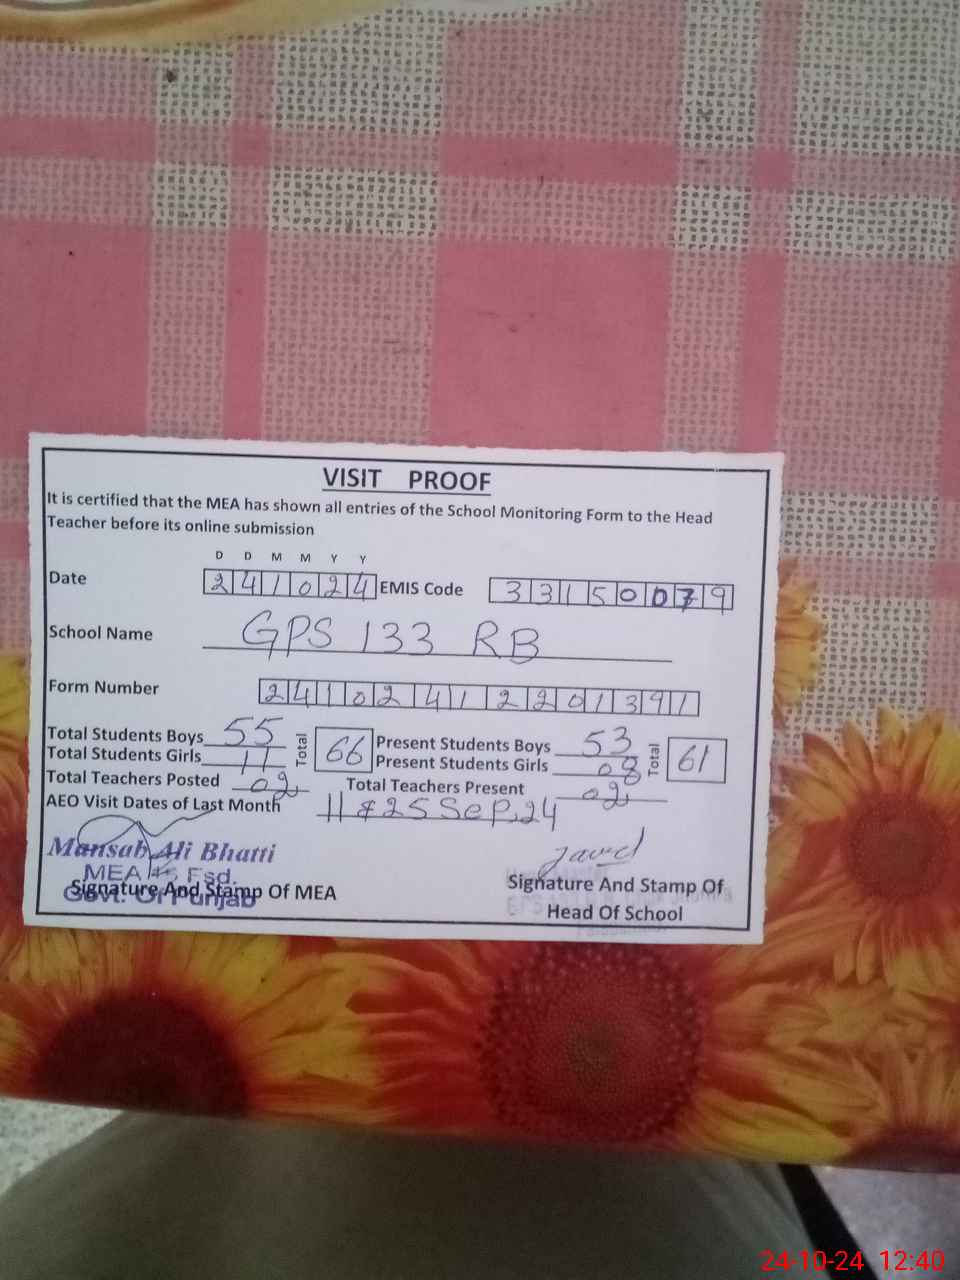 VISIT PROOF
It is certified that the MEA has shown all entries of the School Monitoring Form to the Head
Teacher before its online submission
D D M M Y Y
Date 241024 EMIS Code 33150079
School Name GPS 133 RB
Form Number 24102412201391
Total Students Boys 55 Total 66 Present Students Boys 53 Total 61
Total Students Girls 11 Present Students Girls 08
Total Teachers Posted 02 Total Teachers Present 02
AEO Visit Dates of Last Month 11 & 25 Sep, 24
Mansab Ali Bhatti
MEA Fsd.
Govt. Of Punjab
Signature And Stamp Of MEA
Javed
Signature And Stamp Of
Head Of School
24-10-24 12:40